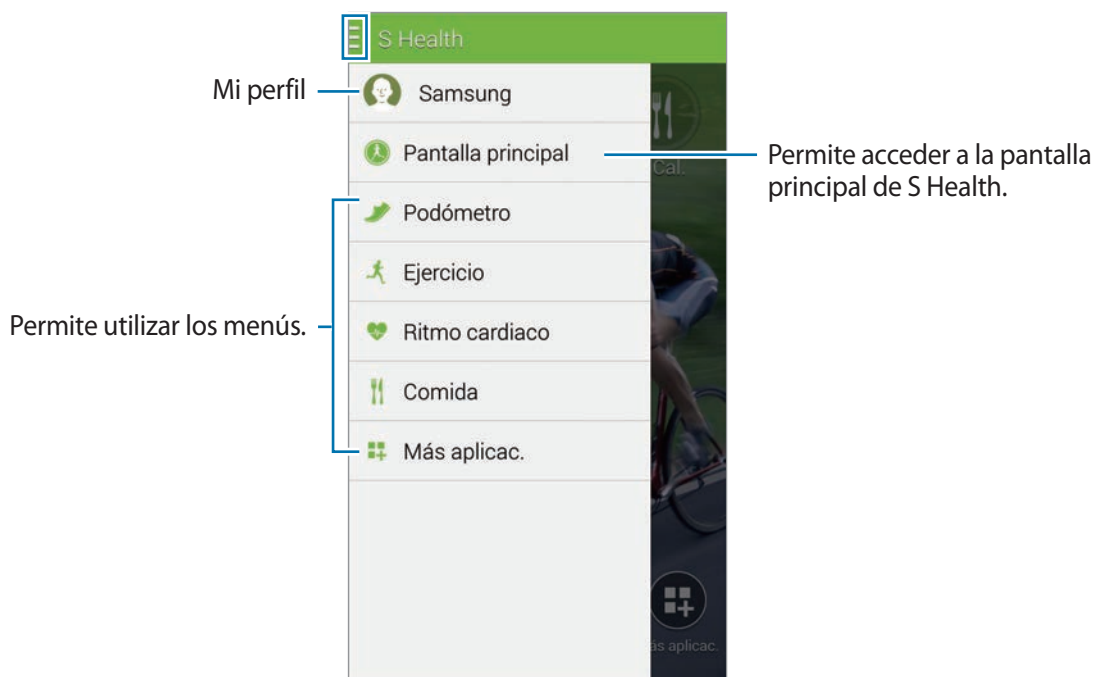 S Health
Mi perfil
Samsung
Pantalla principal
Permite acceder a la pantalla
principal de S Health.
Cal.
Podómetro
Ejercicio
Permite utilizar los menús.
Ritmo cardiaco
Comida
Más aplicac.
ás aplicac.